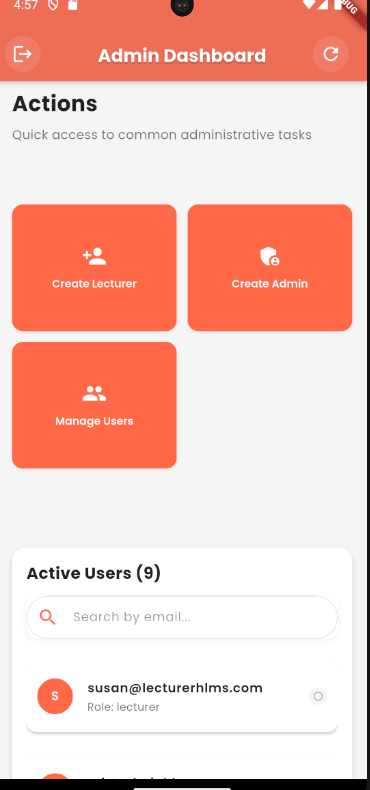 4:57
BUG
Admin Dashboard
Actions
Quick access to common administrative tasks
Create Lecturer
Create Admin
Manage Users
Active Users (9)
Search by email...
S
susan@lecturerhlms.com
Role: lecturer